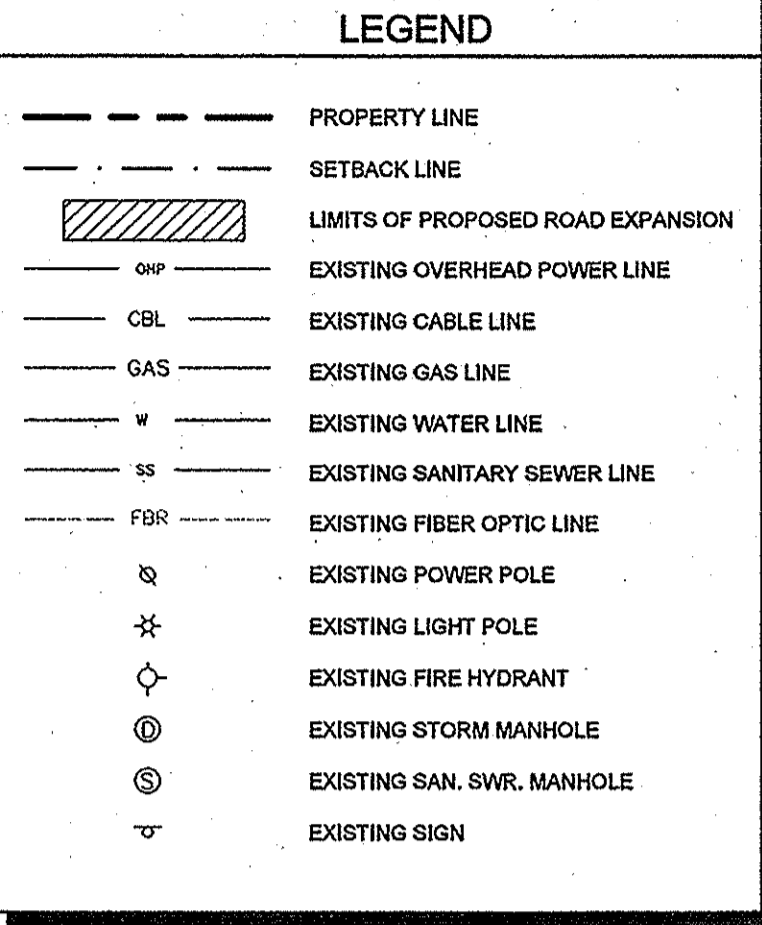 LEGEND
PROPERTY LINE
SETBACK LINE
LIMITS OF PROPOSED ROAD EXPANSION
OHP EXISTING OVERHEAD POWER LINE
CBL EXISTING CABLE LINE
GAS EXISTING GAS LINE
W EXISTING WATER LINE
SS EXISTING SANITARY SEWER LINE
FBR EXISTING FIBER OPTIC LINE
EXISTING POWER POLE
EXISTING LIGHT POLE
EXISTING FIRE HYDRANT
D EXISTING STORM MANHOLE
S EXISTING SAN. SWR. MANHOLE
EXISTING SIGN